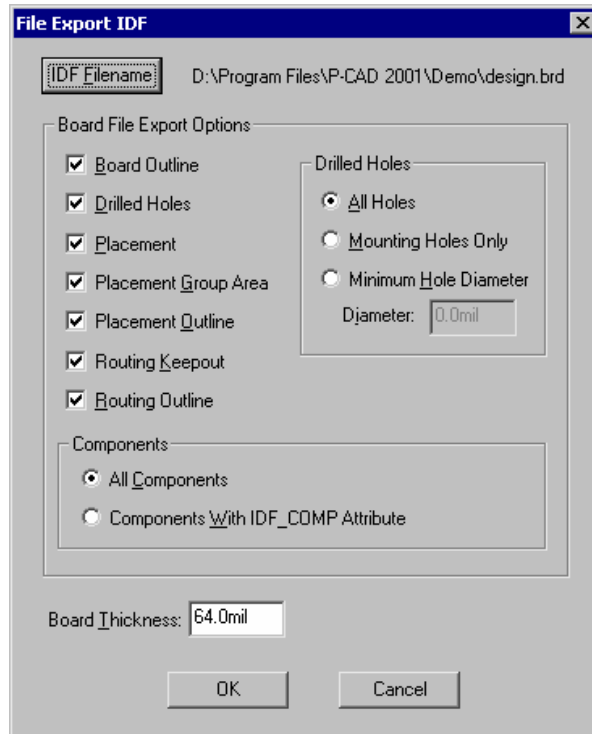 File Export IDF
IDF Filename D:\Program Files\P-CAD 2001\Demo\design.brd
Board File Export Options
Board Outline
Drilled Holes
Placement
Placement Group Area
Placement Outline
Routing Keepout
Routing Outline
Drilled Holes
All Holes
Mounting Holes Only
Minimum Hole Diameter
Diameter: 0.0mil
Components
All Components
Components With IDF_COMP Attribute
Board Thickness: 64.0mil
OK Cancel